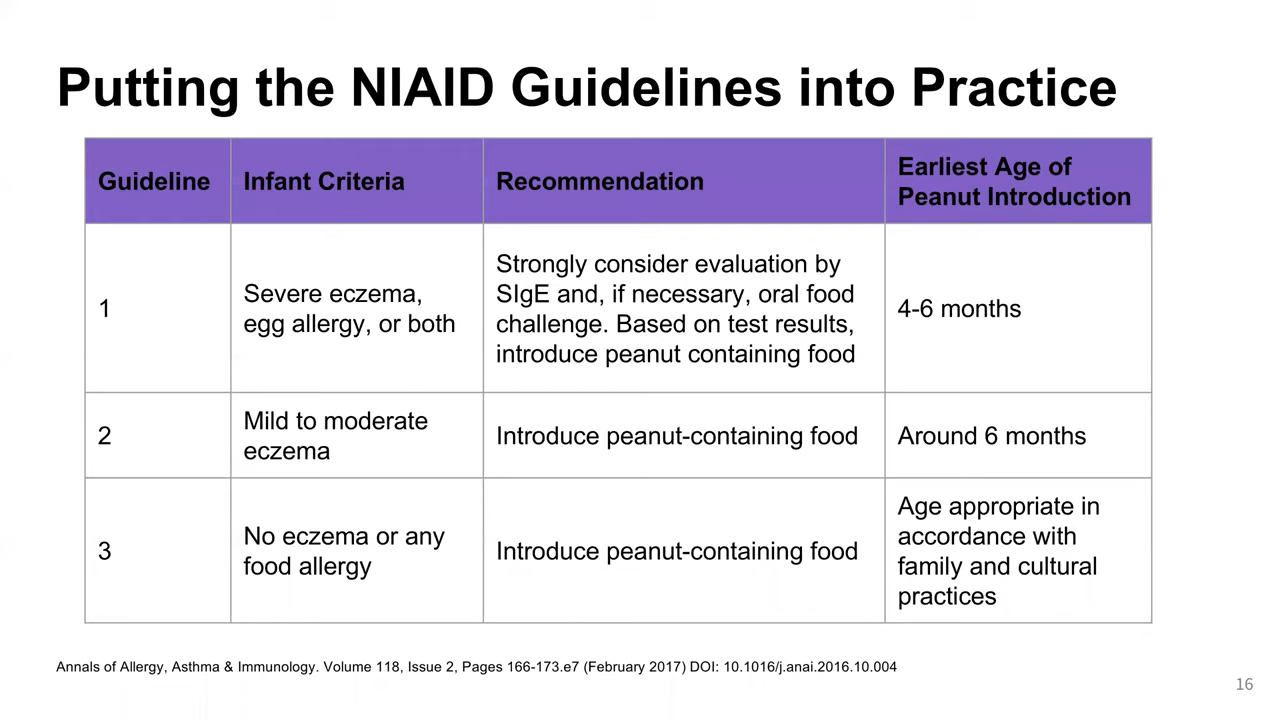 Putting the NIAID Guidelines into Practice
Guideline
Infant Criteria
Recommendation
Earliest Age of
Peanut Introduction
1
Severe eczema,
egg allergy, or both
Strongly consider evaluation by
SIgE and, if necessary, oral food
challenge. Based on test results,
introduce peanut containing food
4-6 months
2
Mild to moderate
eczema
Introduce peanut-containing food
Around 6 months
3
No eczema or any
food allergy
Introduce peanut-containing food
Age appropriate in
accordance with
family and cultural
practices
Annals of Allergy, Asthma & Immunology. Volume 118, Issue 2, Pages 166-173.e7 (February 2017) DOI: 10.1016/j.anai.2016.10.004
16